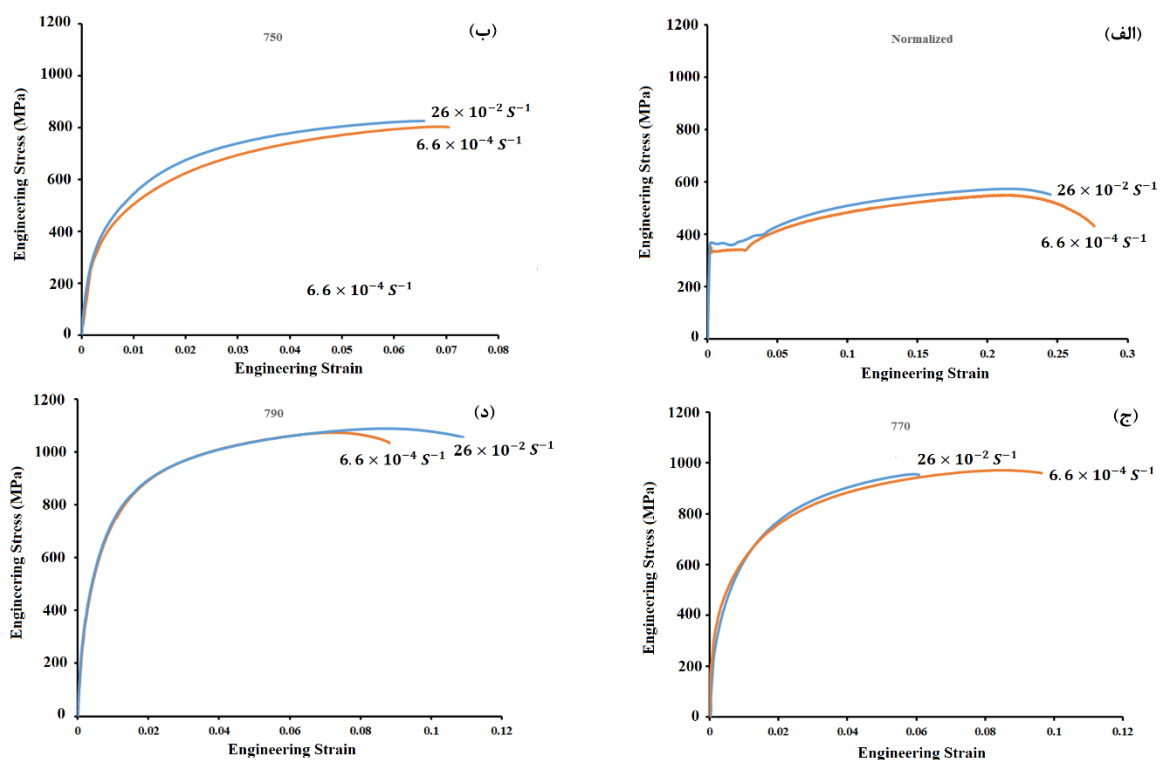 (ب)
750
1200
1000
800
600
400
200
0
Engineering Stress (MPa)
26 × 10⁻² S⁻¹
6.6 × 10⁻⁴ S⁻¹
6.6 × 10⁻⁴ S⁻¹
0 0.01 0.02 0.03 0.04 0.05 0.06 0.07 0.08
Engineering Strain
(الف)
Normalized
1200
1000
800
600
400
200
0
Engineering Stress (MPa)
26 × 10⁻² S⁻¹
6.6 × 10⁻⁴ S⁻¹
0 0.05 0.1 0.15 0.2 0.25 0.3
Engineering Strain
(د)
790
1200
1000
800
600
400
200
0
Engineering Stress (MPa)
6.6 × 10⁻⁴ S⁻¹
26 × 10⁻² S⁻¹
0 0.02 0.04 0.06 0.08 0.1 0.12
Engineering Strain
(ج)
770
1200
1000
800
600
400
200
0
Engineering Stress (MPa)
26 × 10⁻² S⁻¹
6.6 × 10⁻⁴ S⁻¹
0 0.02 0.04 0.06 0.08 0.1 0.12
Engineering Strain